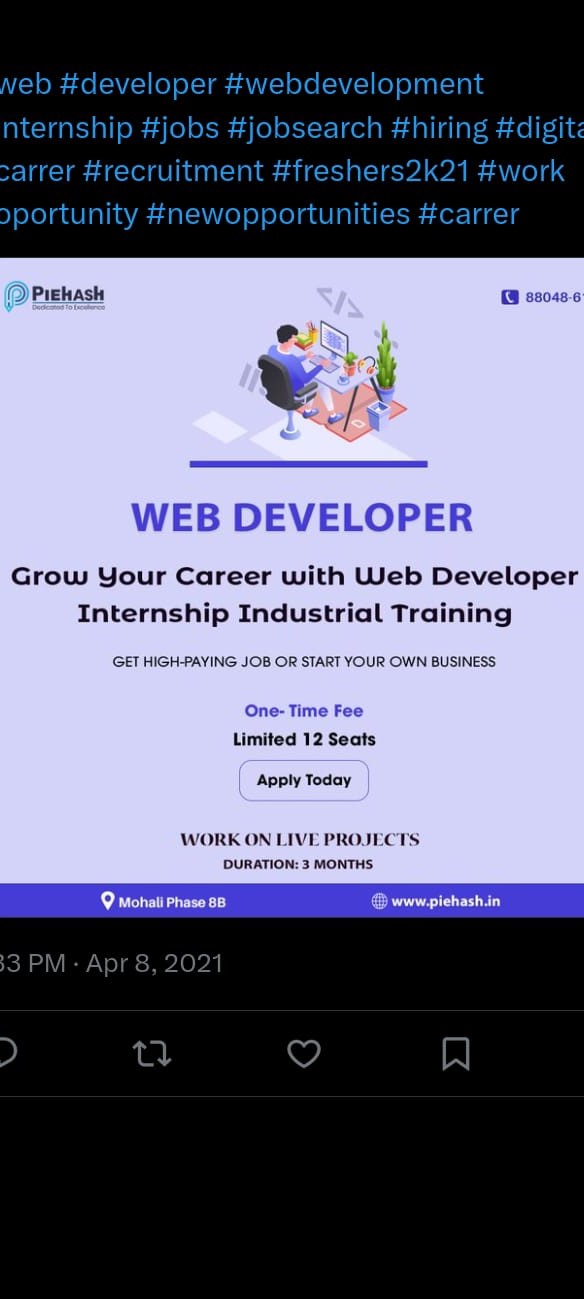 web #developer #webdevelopment
nternship #jobs #jobsearch #hiring #digita
carrer #recruitment #freshers2k21 #work
opportunity #newopportunities #carrer
PIEHASH
Dedicated To Excellence
88048-61
</>
WEB DEVELOPER
Grow Your Career with Web Developer
Internship Industrial Training
GET HIGH-PAYING JOB OR START YOUR OWN BUSINESS
One- Time Fee
Limited 12 Seats
Apply Today
WORK ON LIVE PROJECTS
DURATION: 3 MONTHS
Mohali Phase 8B
www.piehash.in
33 PM · Apr 8, 2021